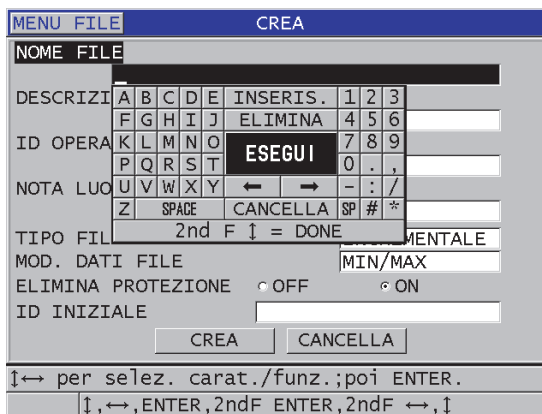 MENU FILE CREA
NOME FILE
DESCRIZI
ID OPERA
NOTA LUO
A B C D E INSERIS. 1 2 3
F G H I J ELIMINA 4 5 6
K L M N O ESEGUI 7 8 9
P Q R S T 0 . ,
U V W X Y ← → - : /
Z SPACE CANCELLA SP # *
2nd F ↕ = DONE
TIPO FIL INCREMENTALE
MOD. DATI FILE MIN/MAX
ELIMINA PROTEZIONE OFF ON
ID INIZIALE
CREA CANCELLA
↕↔ per selez. carat./funz.;poi ENTER.
↕,↔,ENTER,2ndF ENTER,2ndF ↔,↕